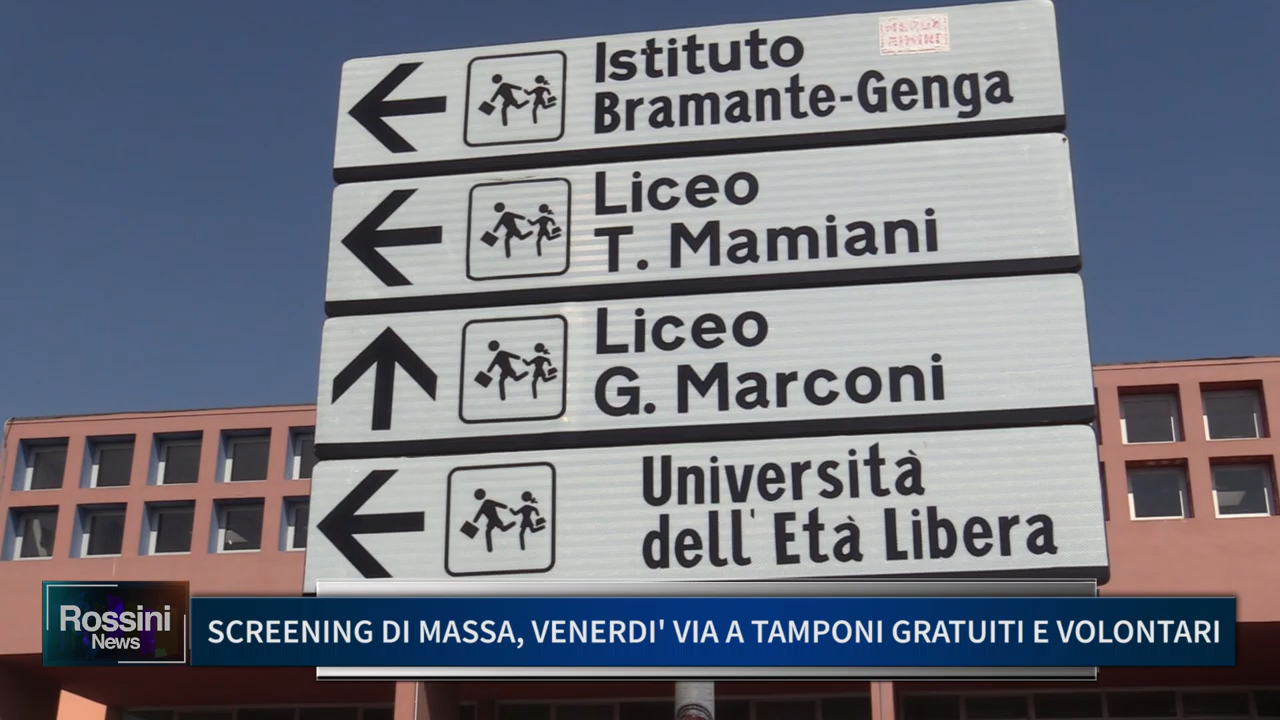 Istituto
Bramante-Genga
Liceo
T. Mamiani
Liceo
G. Marconi
Università
dell' Età Libera
Rossini
News
SCREENING DI MASSA, VENERDI' VIA A TAMPONI GRATUITI E VOLONTARI